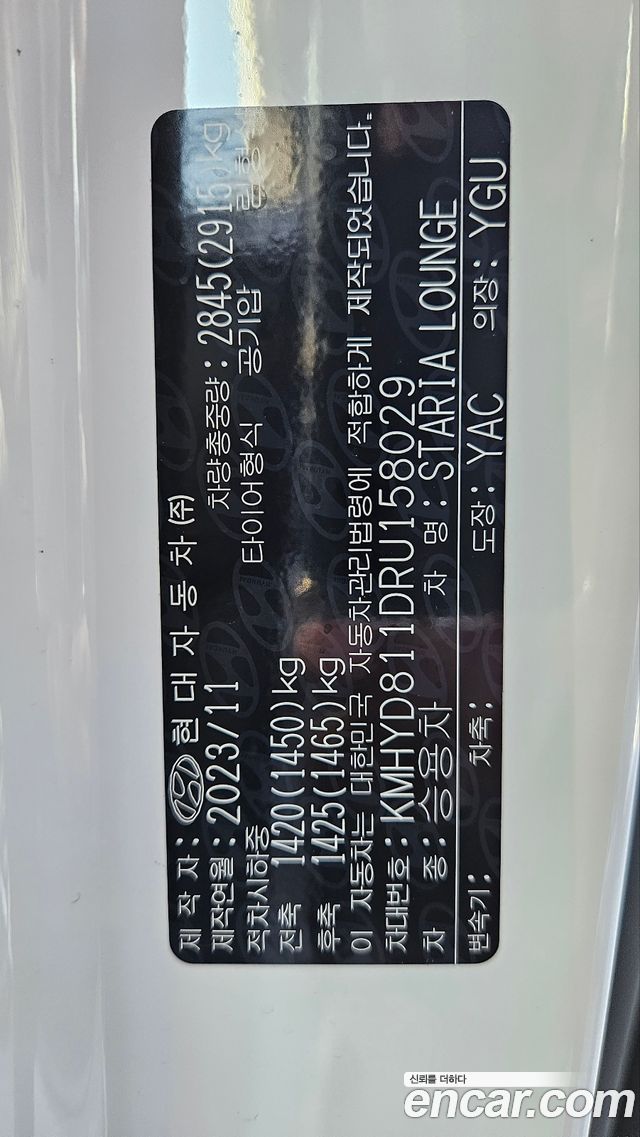 제 작 자 : HYUNDAI 현 대 자 동 차 (주)
제작연월 : 2023/11 차량총중량 : 2845(2915)kg
적차시하중 타이어형식 공기압 림형식
전축 1420(1450)kg
후축 1425(1465)kg
이 자동차는 대한민국 자동차관리법령에 적합하게 제작되었습니다.
차대번호 : KMHYD811DRU158029
차 종 : 승용차 차 명 : STARIA LOUNGE
변속기 : 차축 : 도장 : YAC 의장 : YGU
신뢰를 더하다
encar.com